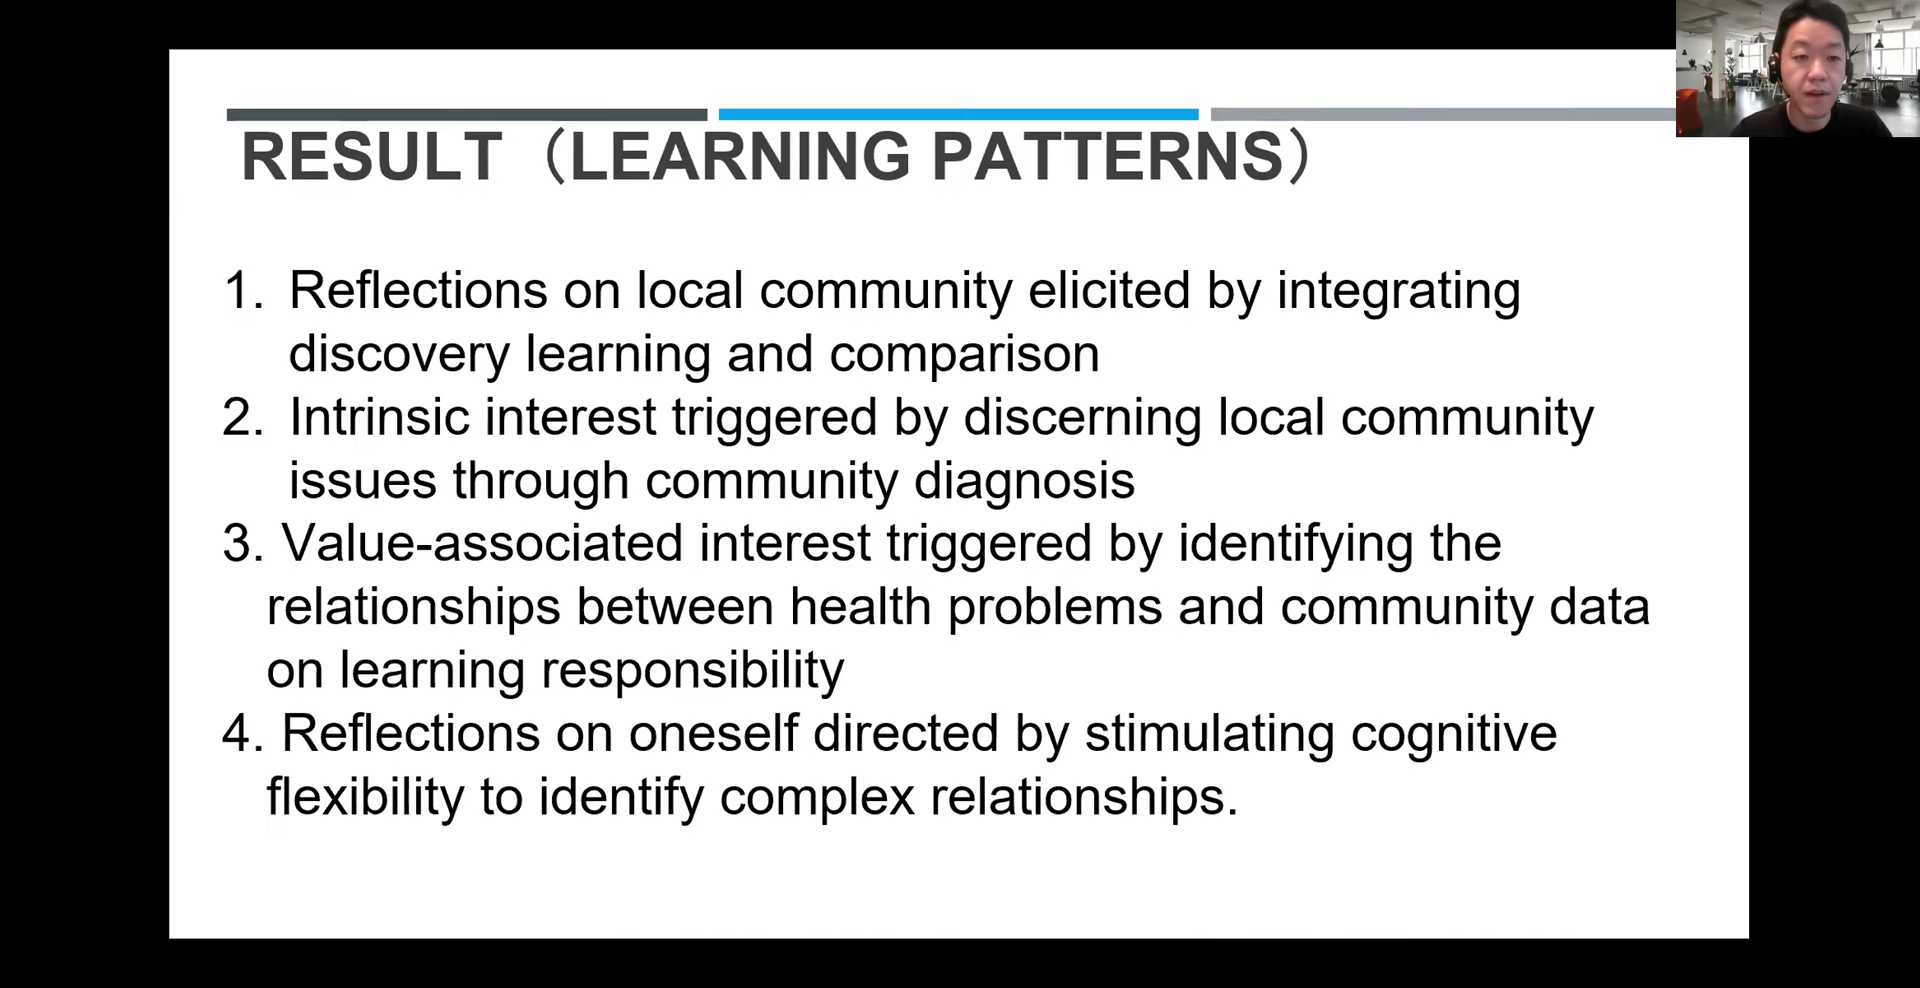 RESULT（LEARNING PATTERNS）
1. Reflections on local community elicited by integrating
discovery learning and comparison
2. Intrinsic interest triggered by discerning local community
issues through community diagnosis
3. Value-associated interest triggered by identifying the
relationships between health problems and community data
on learning responsibility
4. Reflections on oneself directed by stimulating cognitive
flexibility to identify complex relationships.